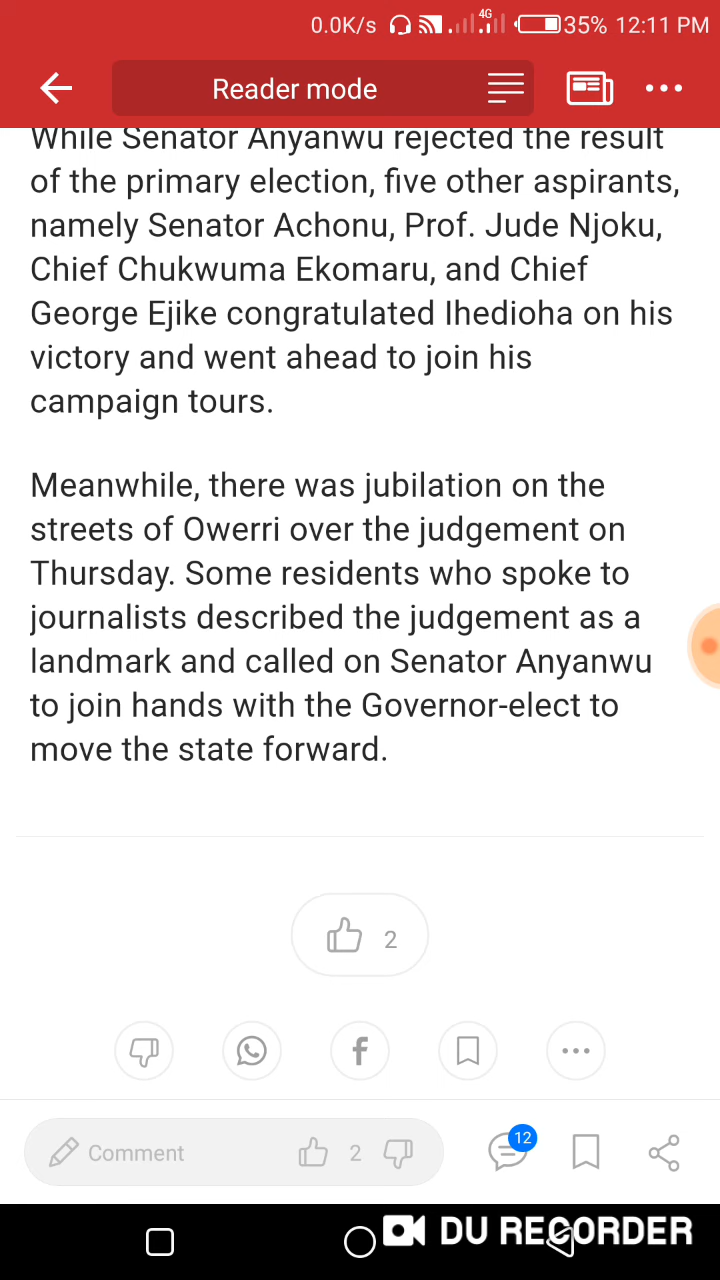 0.0K/s 4G 35% 12:11 PM
Reader mode
While Senator Anyanwu rejected the result
of the primary election, five other aspirants,
namely Senator Achonu, Prof. Jude Njoku,
Chief Chukwuma Ekomaru, and Chief
George Ejike congratulated Ihedioha on his
victory and went ahead to join his
campaign tours.
Meanwhile, there was jubilation on the
streets of Owerri over the judgement on
Thursday. Some residents who spoke to
journalists described the judgement as a
landmark and called on Senator Anyanwu
to join hands with the Governor-elect to
move the state forward.
2
Comment 2 12
DU RECORDER